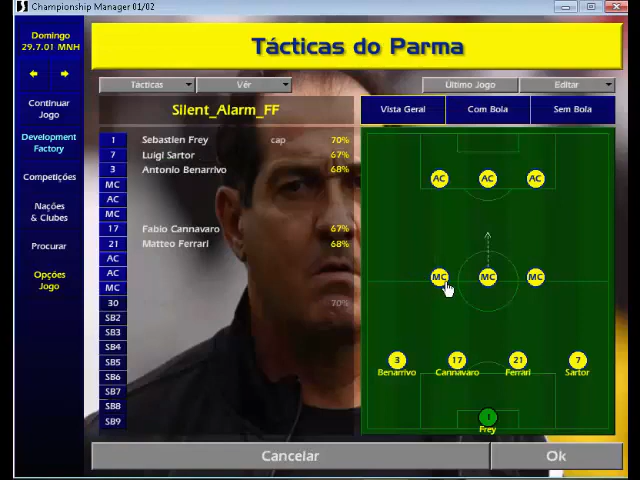 Championship Manager 01/02
Domingo
29.7.01 MNH
Continuar
Jogo
Development
Factory
Competições
Nações
& Clubes
Procurar
Opções
Jogo
Tácticas do Parma
Tácticas
Vêr
Último Jogo
Editar
Silent_Alarm_FF
Vista Geral
Com Bola
Sem Bola
1 Sebastien Frey cap 70%
7 Luigi Sartor 67%
3 Antonio Benarrivo 68%
MC
AC
MC
17 Fabio Cannavaro 67%
21 Matteo Ferrari 68%
AC
AC
MC
30 70%
SB2
SB3
SB4
SB5
SB6
SB7
SB8
SB9
AC AC AC
MC MC MC
3 17 21 7
Benarrivo Cannavaro Ferrari Sartor
1
Frey
Cancelar
Ok